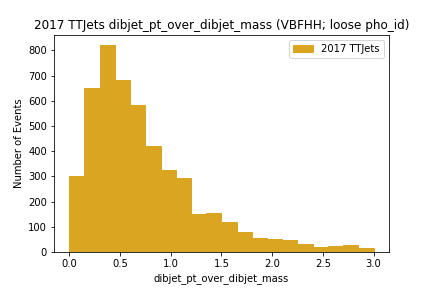 2017 TTJets dibjet_pt_over_dibjet_mass (VBFHH; loose pho_id)
2017 TTJets
Number of Events
800
700
600
500
400
300
200
100
0
0.0 0.5 1.0 1.5 2.0 2.5 3.0
dibjet_pt_over_dibjet_mass